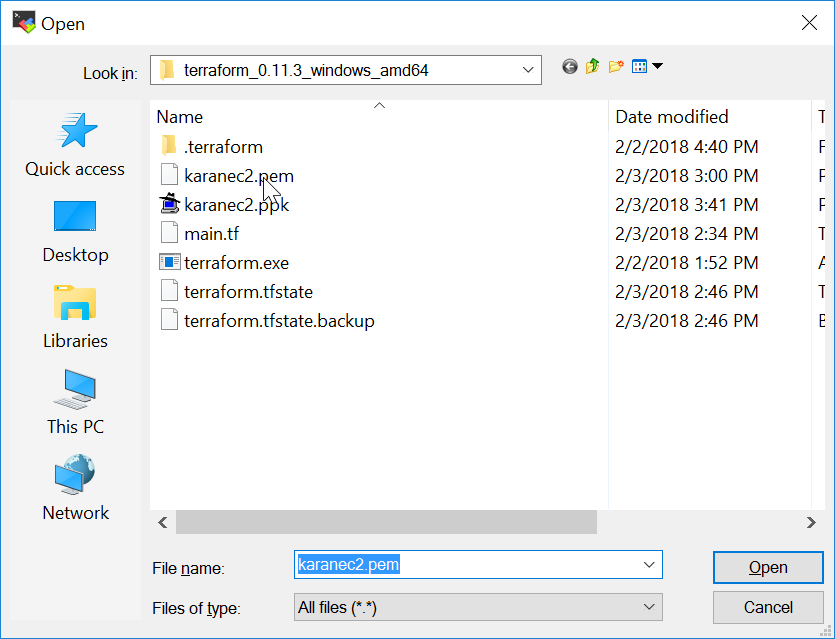 Open
Look in: terraform_0.11.3_windows_amd64
Quick access
Desktop
Libraries
This PC
Network
Name Date modified T
.terraform 2/2/2018 4:40 PM F
karanec2.pem 2/3/2018 3:00 PM P
karanec2.ppk 2/3/2018 3:41 PM P
main.tf 2/3/2018 2:34 PM T
terraform.exe 2/2/2018 1:52 PM A
terraform.tfstate 2/3/2018 2:46 PM T
terraform.tfstate.backup 2/3/2018 2:46 PM B
File name: karanec2.pem Open
Files of type: All files (*.*) Cancel